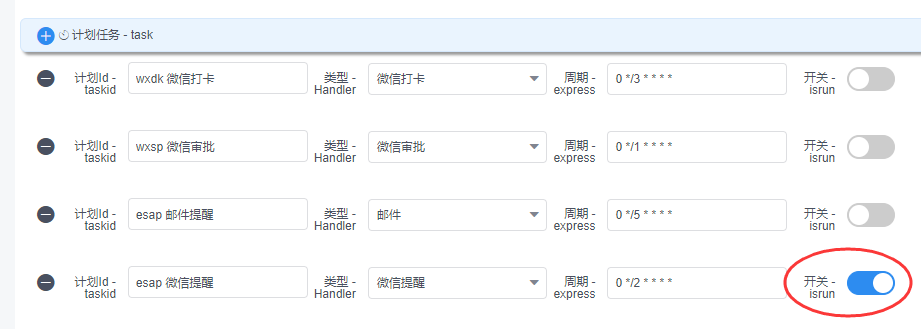 计划任务 - task
计划Id - taskid wxdk 微信打卡 类型 - Handler 微信打卡 周期 - express 0 */3 * * * * 开关 - isrun
计划Id - taskid wxsp 微信审批 类型 - Handler 微信审批 周期 - express 0 */1 * * * * 开关 - isrun
计划Id - taskid esap 邮件提醒 类型 - Handler 邮件 周期 - express 0 */5 * * * * 开关 - isrun
计划Id - taskid esap 微信提醒 类型 - Handler 微信提醒 周期 - express 0 */2 * * * * 开关 - isrun